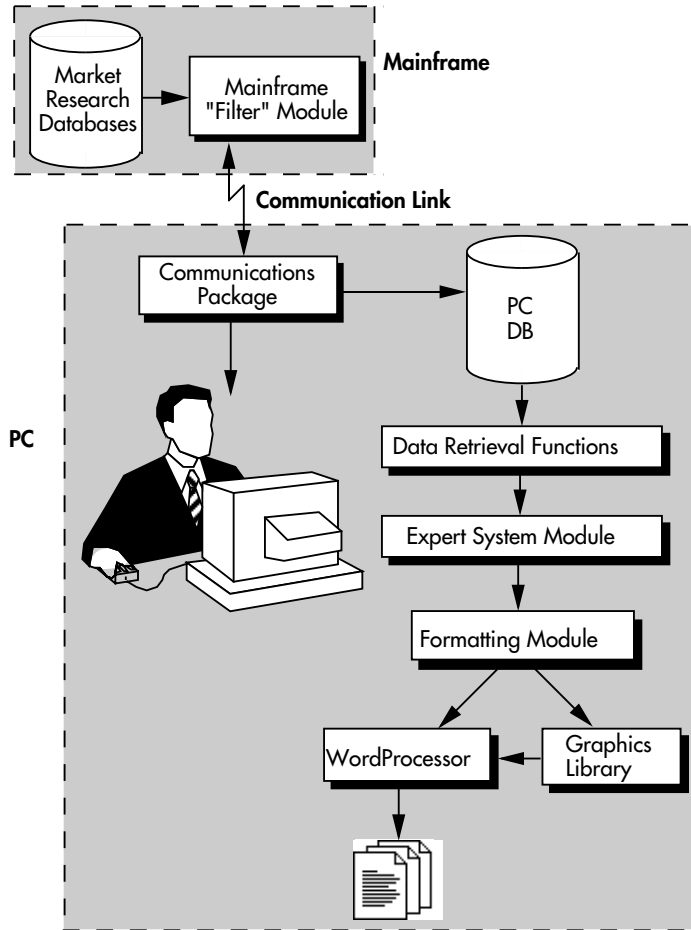 Market
Research
Databases
Mainframe
"Filter" Module
Mainframe
Communication Link
Communications
Package
PC
DB
PC
Data Retrieval Functions
Expert System Module
Formatting Module
WordProcessor
Graphics
Library